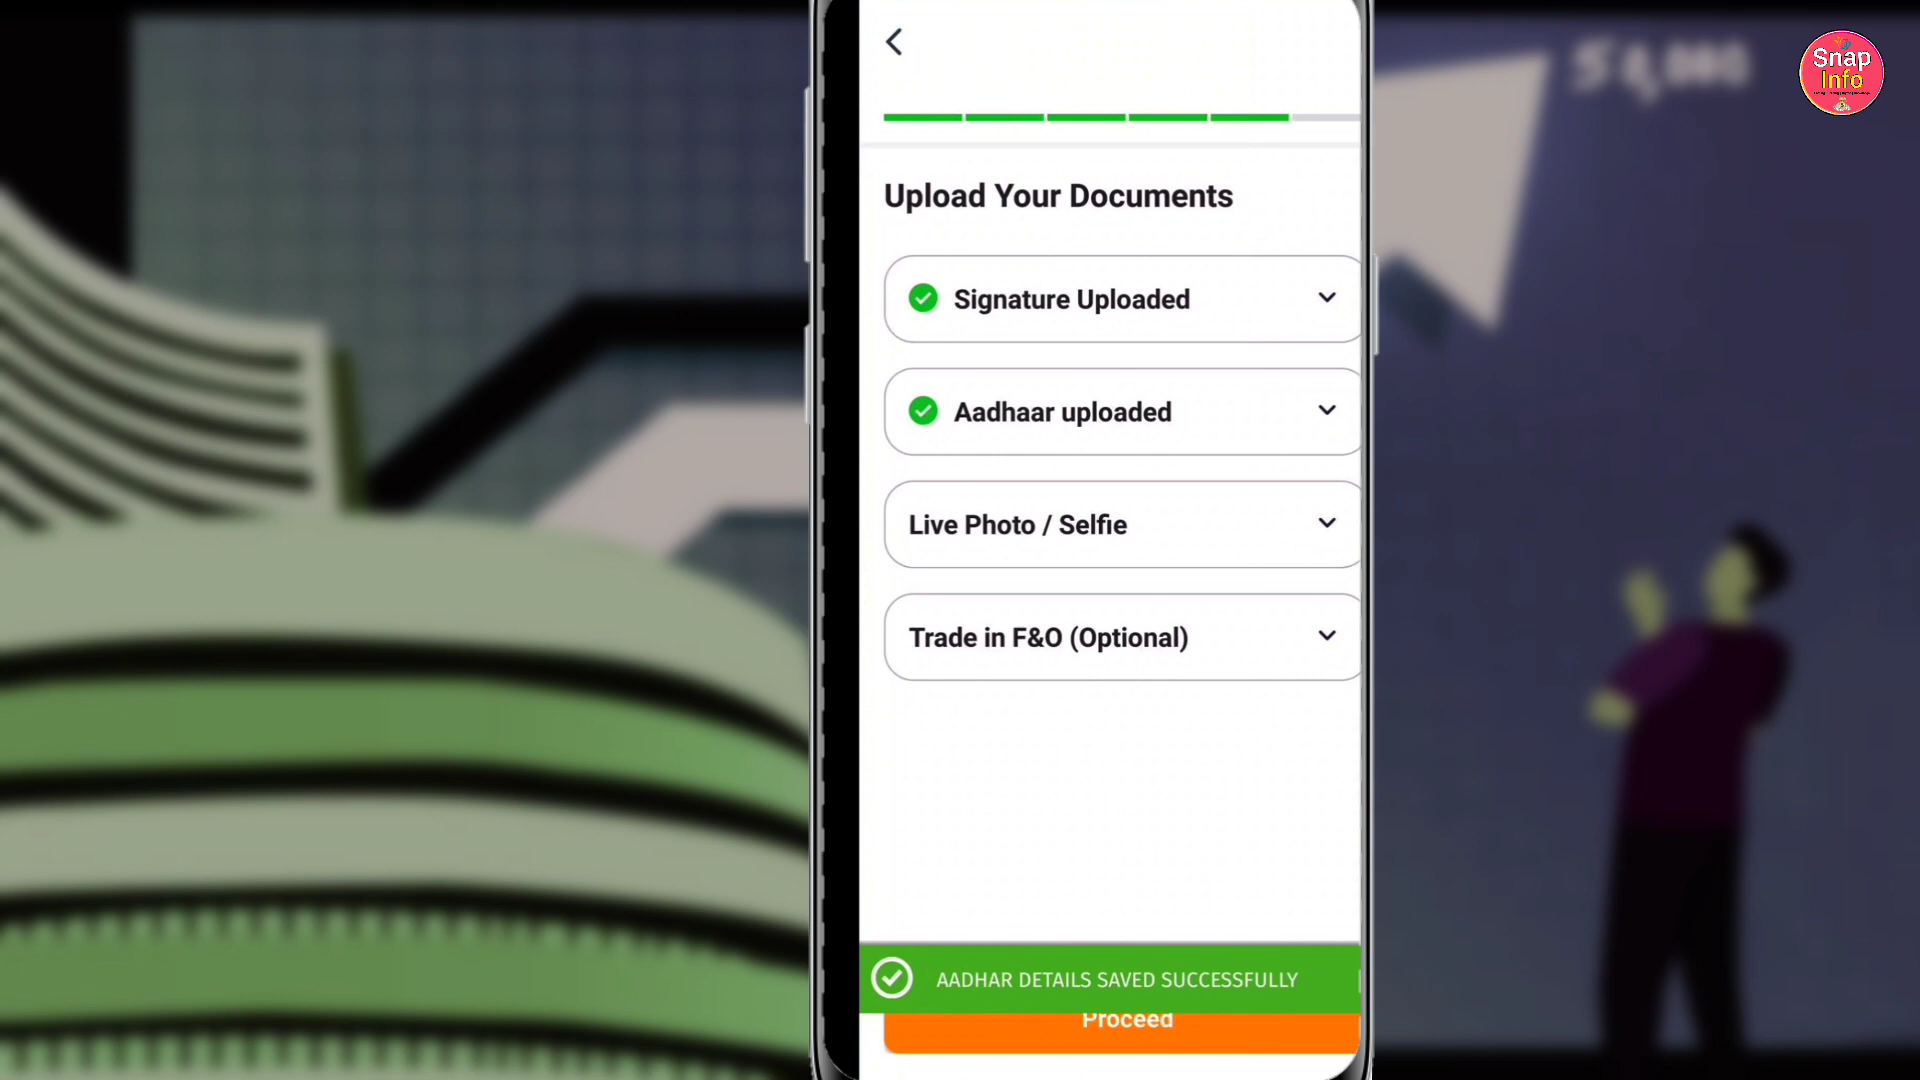 Snap
Info
Upload Your Documents
Signature Uploaded
Aadhaar uploaded
Live Photo / Selfie
Trade in F&O (Optional)
AADHAR DETAILS SAVED SUCCESSFULLY
Proceed